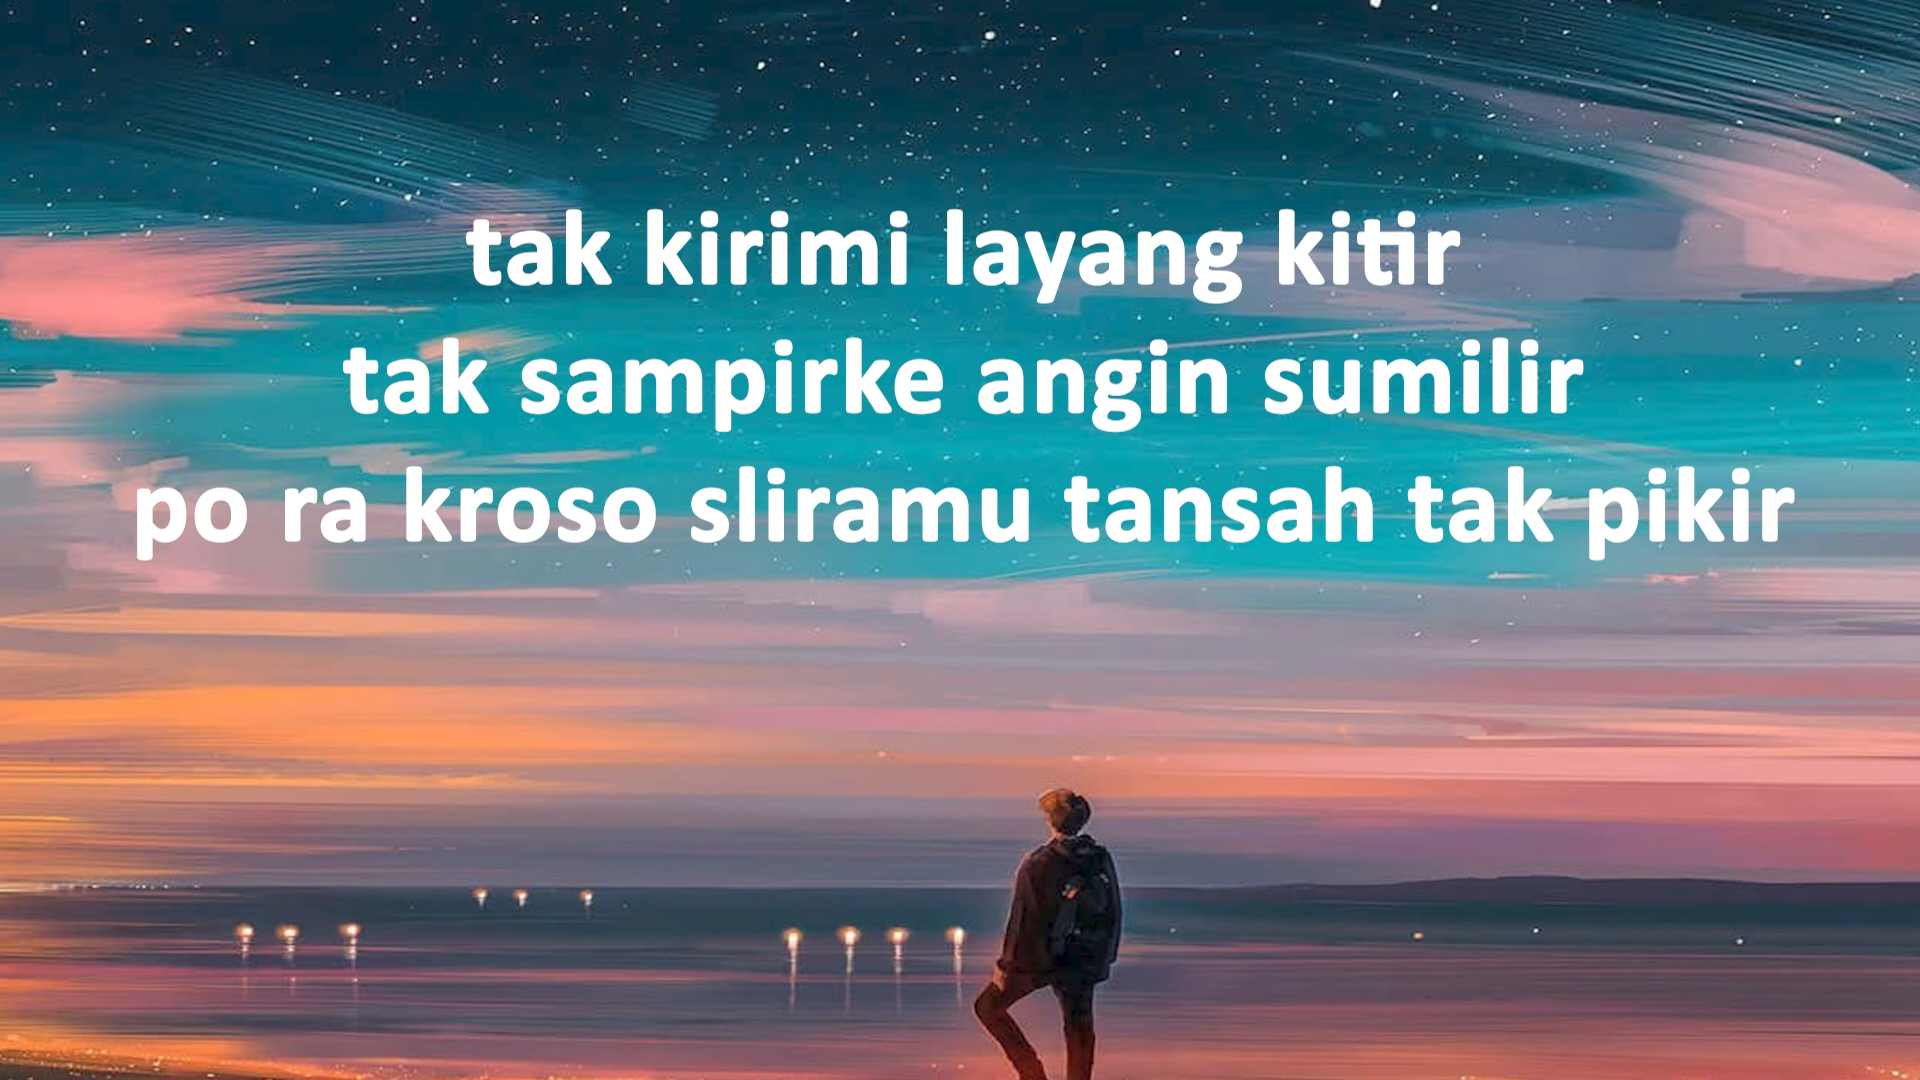 tak kirimi layang kitir
tak sampirke angin sumilir
po ra kroso sliramu tansah tak pikir